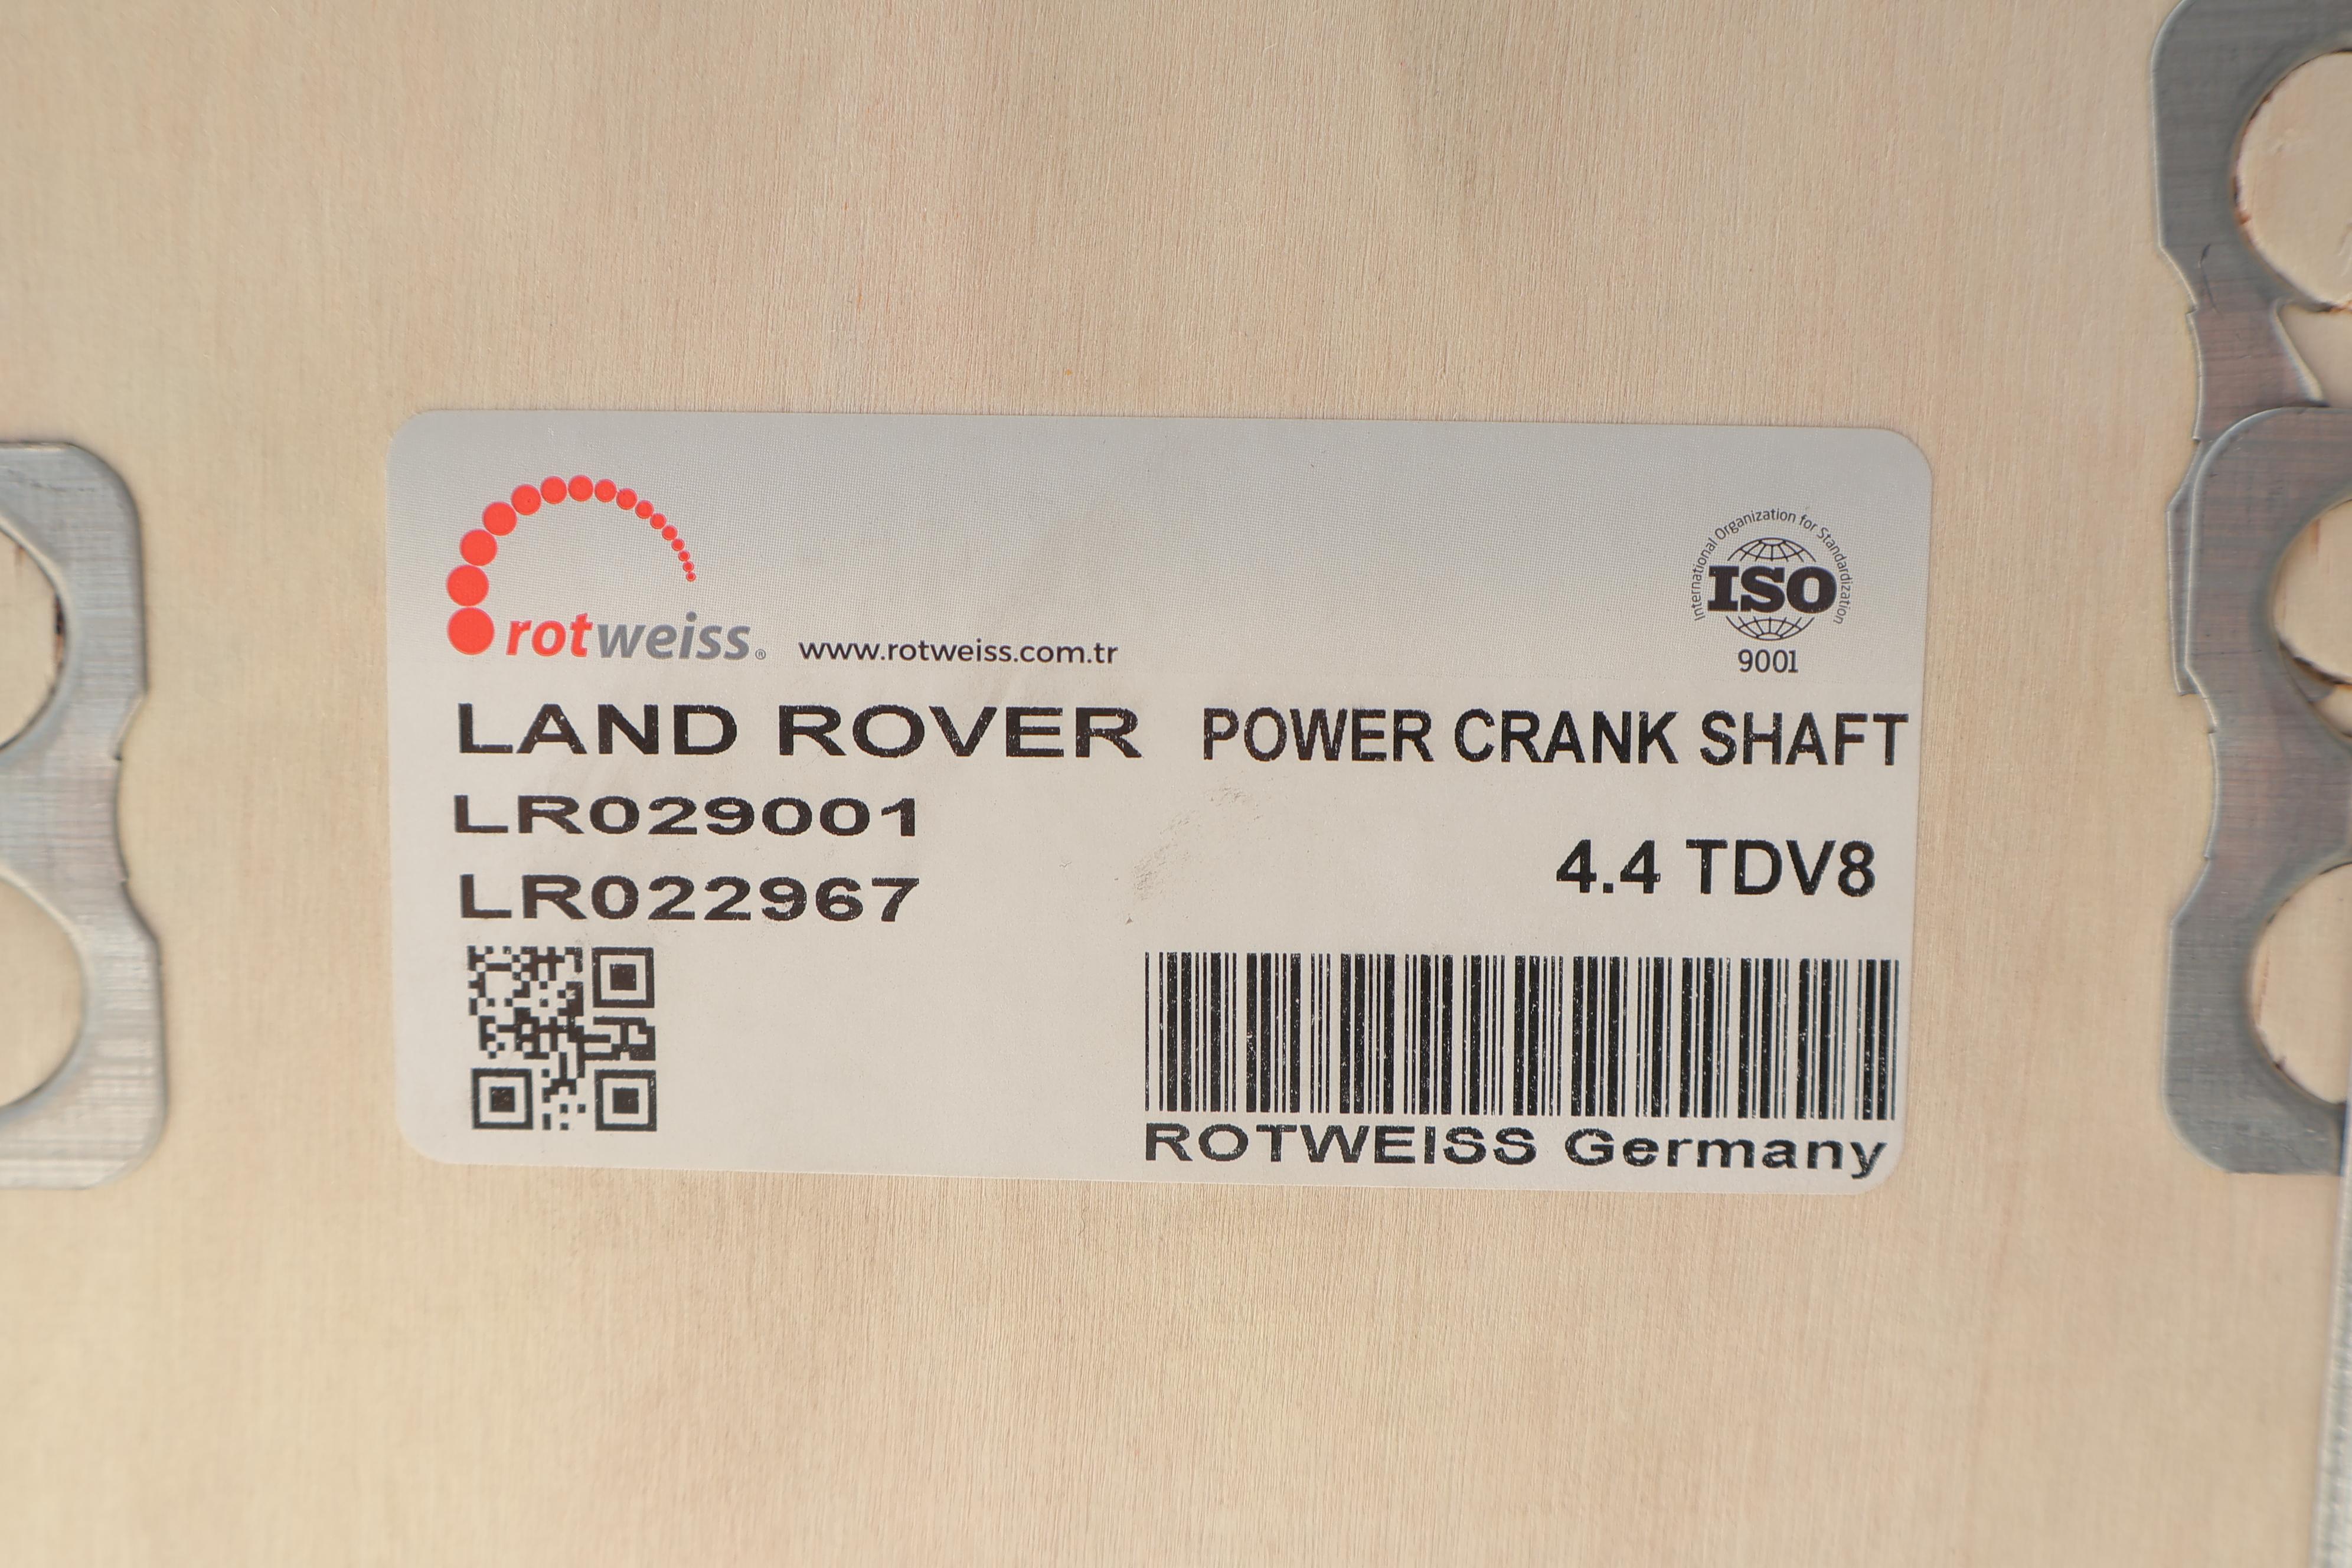 International Organization for Standardization
ISO
9001
rotweiss® www.rotweiss.com.tr
LAND ROVER POWER CRANK SHAFT
LR029001
4.4 TDV8
LR022967
ROTWEISS Germany